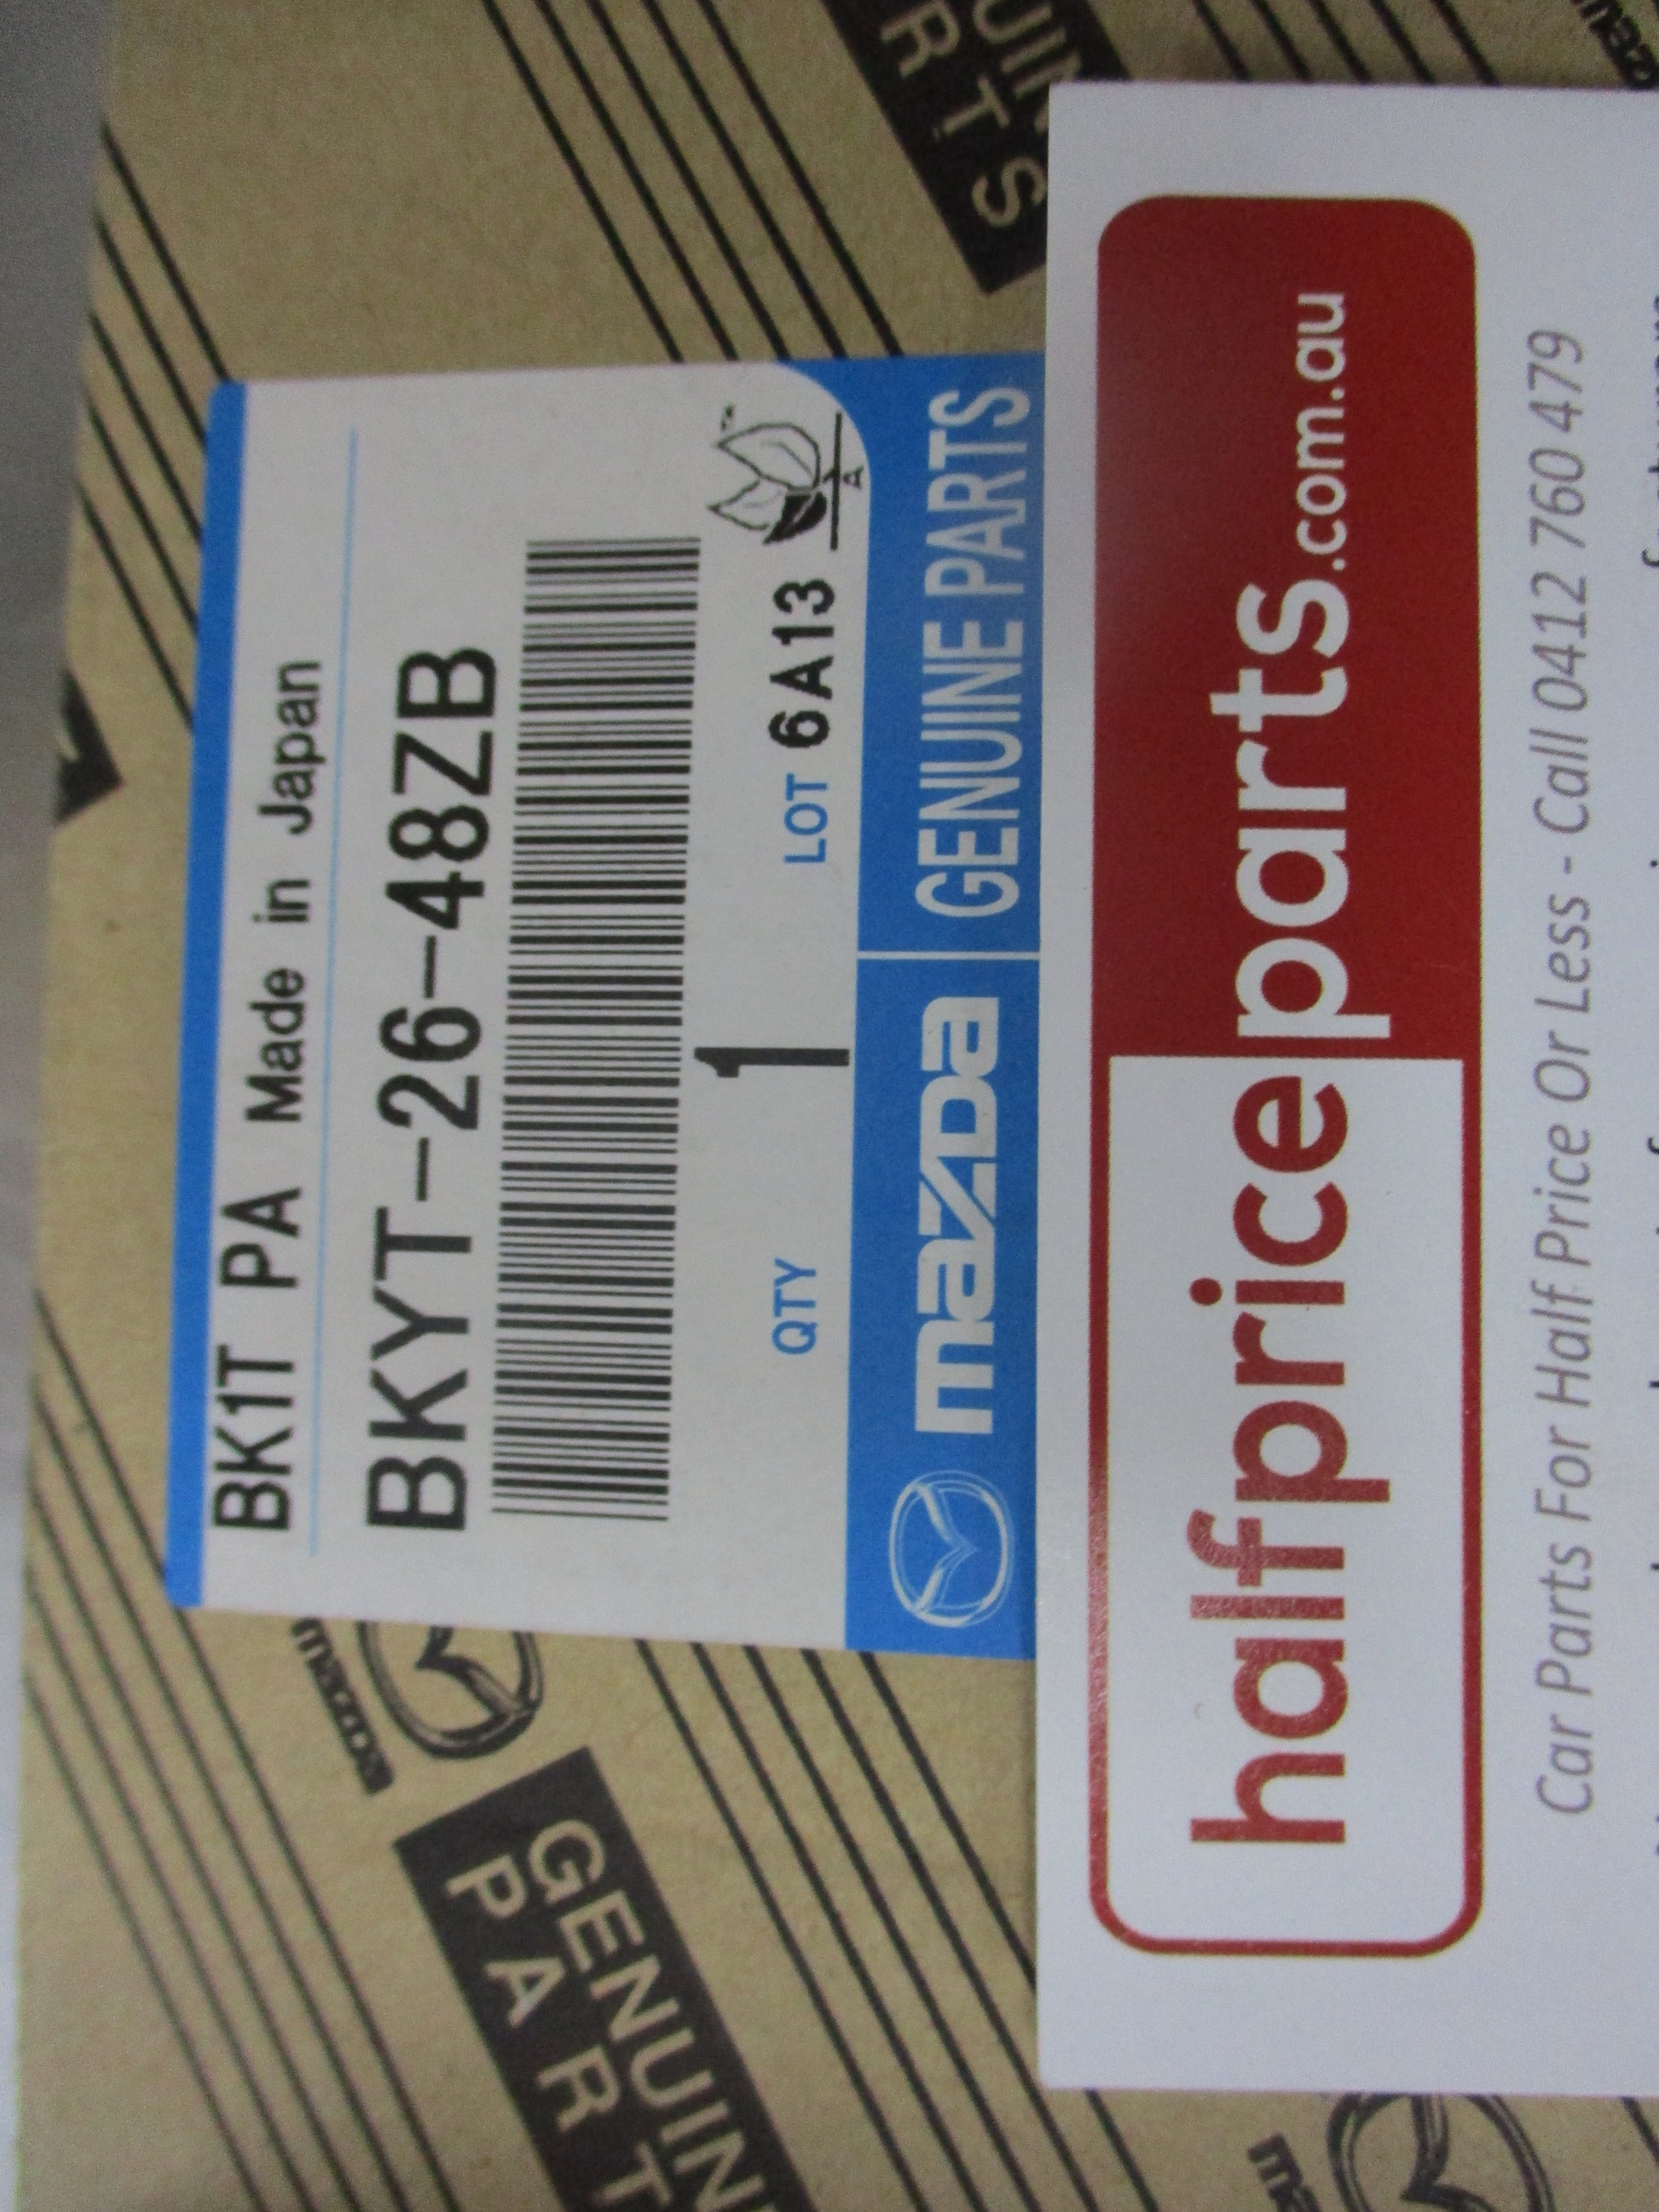 BK1T PA Made in Japan
BKYT-26-48ZB
QTY 1 LOT 6A13
mazda GENUINE PARTS
halfpriceparts.com.au
Car Parts For Half Price Or Less - Call 0412 760 479
mazda
GENUINE
PARTS